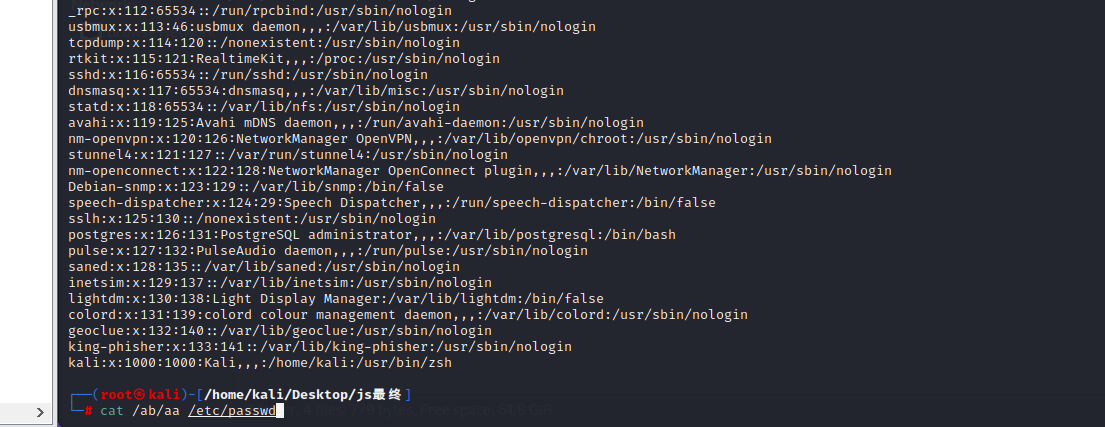 _rpc:x:112:65534::/run/rpcbind:/usr/sbin/nologin
usbmux:x:113:46:usbmux daemon,,,:/var/lib/usbmux:/usr/sbin/nologin
tcpdump:x:114:120::/nonexistent:/usr/sbin/nologin
rtkit:x:115:121:RealtimeKit,,,:/proc:/usr/sbin/nologin
sshd:x:116:65534::/run/sshd:/usr/sbin/nologin
dnsmasq:x:117:65534:dnsmasq,,,:/var/lib/misc:/usr/sbin/nologin
statd:x:118:65534::/var/lib/nfs:/usr/sbin/nologin
avahi:x:119:125:Avahi mDNS daemon,,,:/run/avahi-daemon:/usr/sbin/nologin
nm-openvpn:x:120:126:NetworkManager OpenVPN,,,:/var/lib/openvpn/chroot:/usr/sbin/nologin
stunnel4:x:121:127::/var/run/stunnel4:/usr/sbin/nologin
nm-openconnect:x:122:128:NetworkManager OpenConnect plugin,,,:/var/lib/NetworkManager:/usr/sbin/nologin
Debian-snmp:x:123:129::/var/lib/snmp:/bin/false
speech-dispatcher:x:124:29:Speech Dispatcher,,,:/run/speech-dispatcher:/bin/false
sslh:x:125:130::/nonexistent:/usr/sbin/nologin
postgres:x:126:131:PostgreSQL administrator,,,:/var/lib/postgresql:/bin/bash
pulse:x:127:132:PulseAudio daemon,,,:/run/pulse:/usr/sbin/nologin
saned:x:128:135::/var/lib/saned:/usr/sbin/nologin
inetsim:x:129:137::/var/lib/inetsim:/usr/sbin/nologin
lightdm:x:130:138:Light Display Manager:/var/lib/lightdm:/bin/false
colord:x:131:139:colord colour management daemon,,,:/var/lib/colord:/usr/sbin/nologin
geoclue:x:132:140::/var/lib/geoclue:/usr/sbin/nologin
king-phisher:x:133:141::/var/lib/king-phisher:/usr/sbin/nologin
kali:x:1000:1000:Kali,,,:/home/kali:/usr/bin/zsh
┌──(root㉿kali)-[/home/kali/Desktop/js最终]
└─# cat /ab/aa /etc/passwd